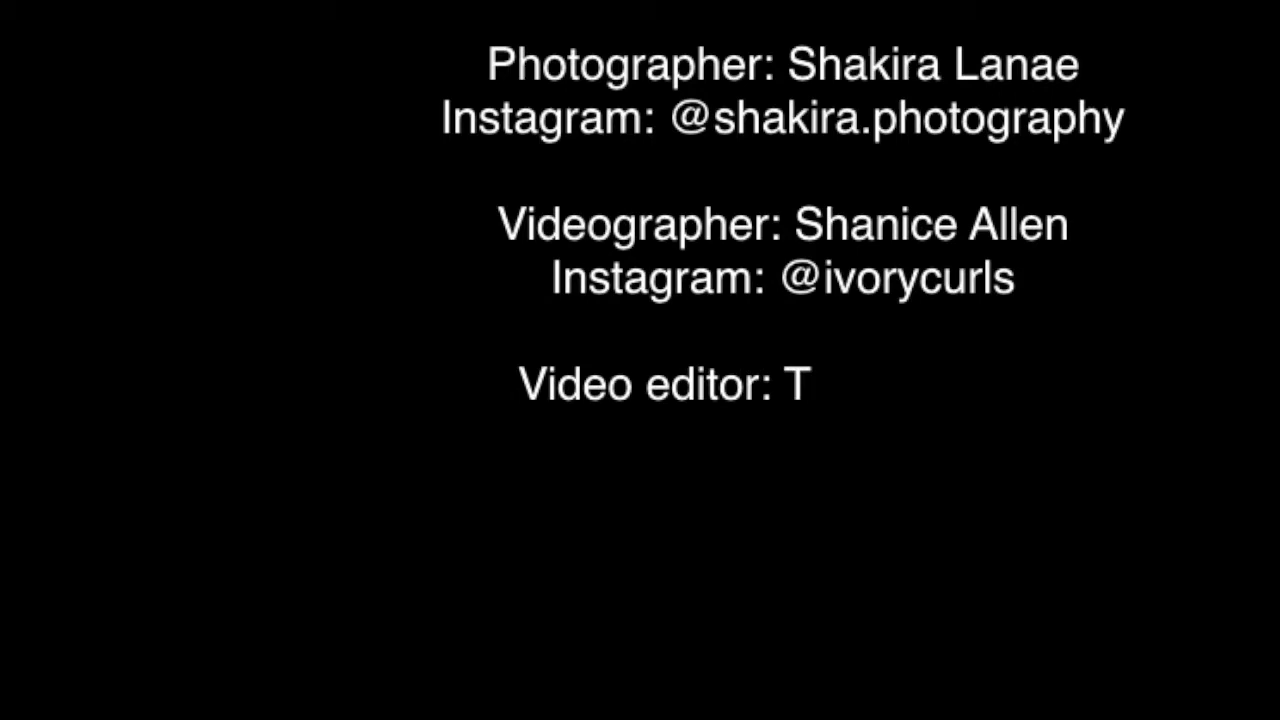 Photographer: Shakira Lanae
Instagram: @shakira.photography
Videographer: Shanice Allen
Instagram: @ivorycurls
Video editor: T